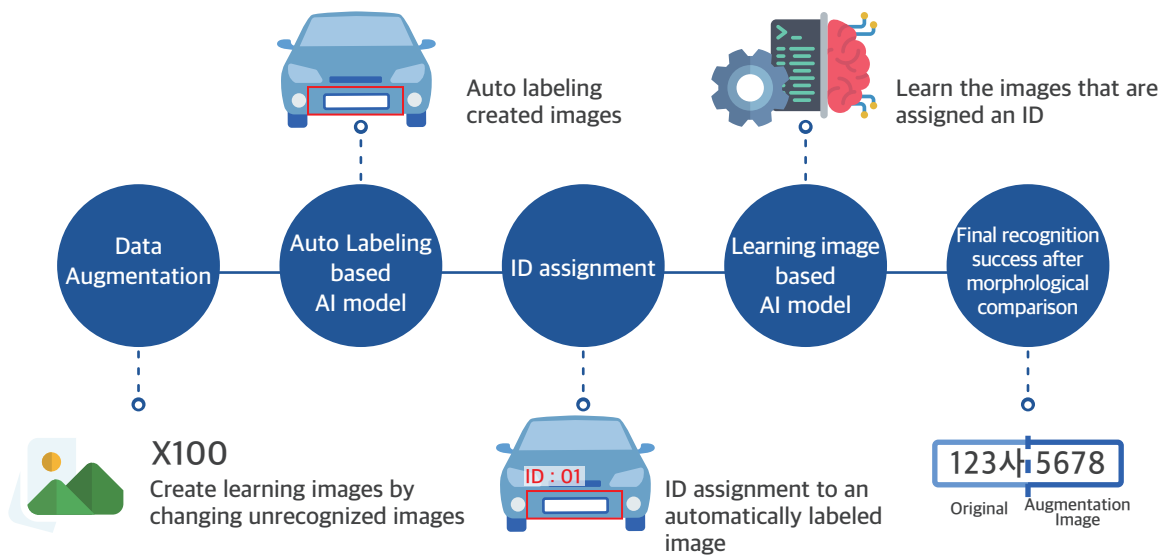 Auto labeling
created images
Learn the images that are
assigned an ID
Data
Augmentation
Auto Labeling
based
AI model
ID assignment
Learning image
based
AI model
Final recognition
success after
morphological
comparison
X100
Create learning images by
changing unrecognized images
ID : 01
ID assignment to an
automatically labeled
image
123사 5678
Original
Augmentation
Image